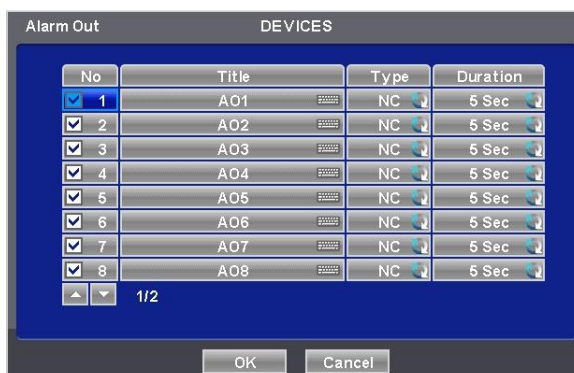 Alarm Out DEVICES
No Title Type Duration
1 AO1 NC 5 Sec
2 AO2 NC 5 Sec
3 AO3 NC 5 Sec
4 AO4 NC 5 Sec
5 AO5 NC 5 Sec
6 AO6 NC 5 Sec
7 AO7 NC 5 Sec
8 AO8 NC 5 Sec
1/2
OK Cancel